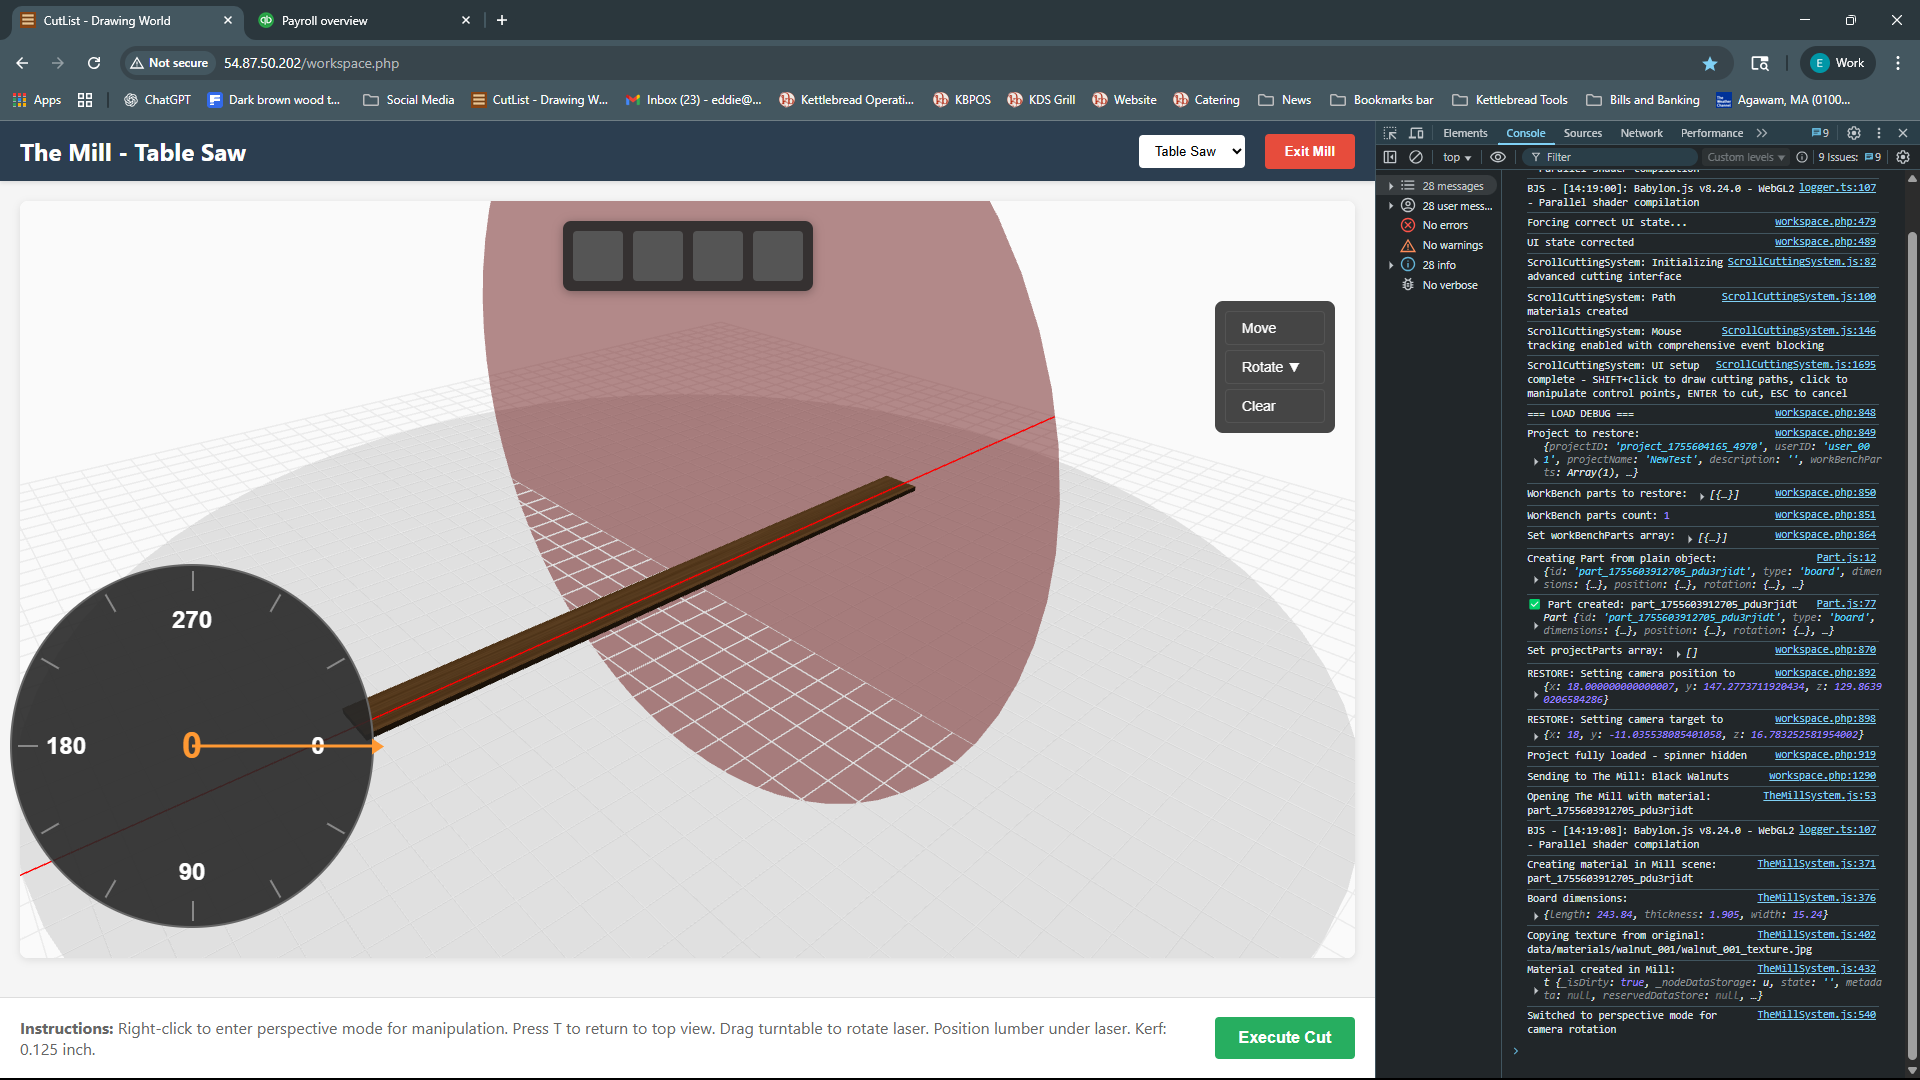 CutList - Drawing World
Payroll overview
Not secure
54.87.50.202/workspace.php
E Work
Apps
ChatGPT
Dark brown wood t...
Social Media
CutList - Drawing W...
Inbox (23) - eddie@...
Kettlebread Operati...
KBPOS
KDS Grill
Website
Catering
News
Bookmarks bar
Kettlebread Tools
Bills and Banking
Agawam, MA (0100...
The Mill - Table Saw
Table Saw
Exit Mill
Move
Rotate ▼
Clear
270
180
0
0
90
Instructions: Right-click to enter perspective mode for manipulation. Press T to return to top view. Drag turntable to rotate laser. Position lumber under laser. Kerf:
0.125 inch.
Execute Cut
Elements
Console
Sources
Network
Performance
9
top
Filter
Custom levels
9 Issues: 9
28 messages
28 user mess...
No errors
No warnings
28 info
No verbose
- Parallel shader compilation
BJS - [14:19:00]: Babylon.js v8.24.0 - WebGL2 logger.ts:107
- Parallel shader compilation
Forcing correct UI state... workspace.php:479
UI state corrected workspace.php:489
ScrollCuttingSystem: Initializing ScrollCuttingSystem.js:82
advanced cutting interface
ScrollCuttingSystem: Path ScrollCuttingSystem.js:100
materials created
ScrollCuttingSystem: Mouse ScrollCuttingSystem.js:146
tracking enabled with comprehensive event blocking
ScrollCuttingSystem: UI setup ScrollCuttingSystem.js:1695
complete - SHIFT+click to draw cutting paths, click to
manipulate control points, ENTER to cut, ESC to cancel
=== LOAD DEBUG === workspace.php:848
Project to restore: workspace.php:849
{projectID: 'project_1755604165_4970', userID: 'user_00
1', projectName: 'NewTest', description: '', workBenchPar
ts: Array(1), …}
WorkBench parts to restore: [{…}] workspace.php:850
WorkBench parts count: 1 workspace.php:851
Set workBenchParts array: [{…}] workspace.php:864
Creating Part from plain object: Part.js:12
{id: 'part_1755603912705_pdu3rjidt', type: 'board', dimen
sions: {…}, position: {…}, rotation: {…}, …}
✅ Part created: part_1755603912705_pdu3rjidt Part.js:77
Part {id: 'part_1755603912705_pdu3rjidt', type: 'board',
dimensions: {…}, position: {…}, rotation: {…}, …}
Set projectParts array: [] workspace.php:870
RESTORE: Setting camera position to workspace.php:892
{x: 18.000000000000007, y: 147.2773711920434, z: 129.8639
0206584286}
RESTORE: Setting camera target to workspace.php:898
{x: 18, y: -11.035538085401058, z: 16.783252581954002}
Project fully loaded - spinner hidden workspace.php:919
Sending to The Mill: Black Walnuts workspace.php:1290
Opening The Mill with material: TheMillSystem.js:53
part_1755603912705_pdu3rjidt
BJS - [14:19:08]: Babylon.js v8.24.0 - WebGL2 logger.ts:107
- Parallel shader compilation
Creating material in Mill scene: TheMillSystem.js:371
part_1755603912705_pdu3rjidt
Board dimensions: TheMillSystem.js:376
{length: 243.84, thickness: 1.905, width: 15.24}
Copying texture from original: TheMillSystem.js:402
data/materials/walnut_001/walnut_001_texture.jpg
Material created in Mill: TheMillSystem.js:432
t {_isDirty: true, _nodeDataStorage: u, state: '', metada
ta: null, reservedDataStore: null, …}
Switched to perspective mode for TheMillSystem.js:540
camera rotation